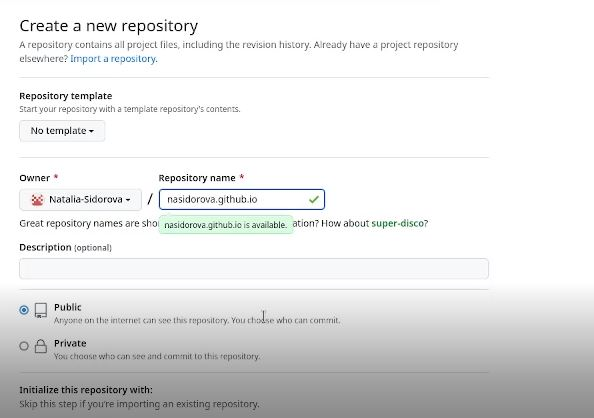 Create a new repository
A repository contains all project files, including the revision history. Already have a project repository
elsewhere? Import a repository.
Repository template
Start your repository with a template repository's contents.
No template
Owner * Repository name *
Natalia-Sidorova / nasidorova.github.io
Great repository names are sho ation? How about super-disco?
nasidorova.github.io is available.
Description (optional)
Public
Anyone on the internet can see this repository. You choose who can commit.
Private
You choose who can see and commit to this repository.
Initialize this repository with:
Skip this step if you're importing an existing repository.